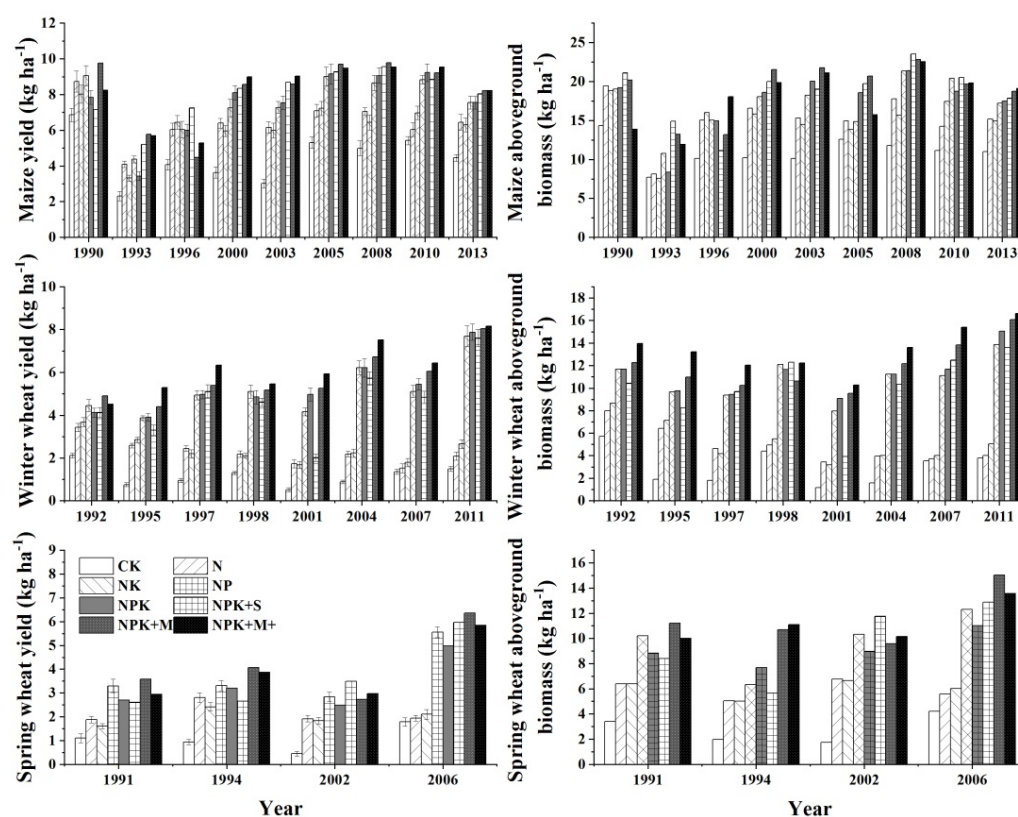 Maize yield (kg ha⁻¹)
12
10
8
6
4
2
0
1990 1993 1996 2000 2003 2005 2008 2010 2013
Maize aboveground
biomass (kg ha⁻¹)
25
20
15
10
5
0
1990 1993 1996 2000 2003 2005 2008 2010 2013
Winter wheat yield (kg ha⁻¹)
10
8
6
4
2
0
1992 1995 1997 1998 2001 2004 2007 2011
Winter wheat aboveground
biomass (kg ha⁻¹)
18
16
14
12
10
8
6
4
2
0
1992 1995 1997 1998 2001 2004 2007 2011
Spring wheat yield (kg ha⁻¹)
9
8
7
6
5
4
3
2
1
0
CK N
NK NP
NPK NPK+S
NPK+M NPK+M+
1991 1994 2002 2006
Year
Spring wheat aboveground
biomass (kg ha⁻¹)
16
14
12
10
8
6
4
2
0
1991 1994 2002 2006
Year